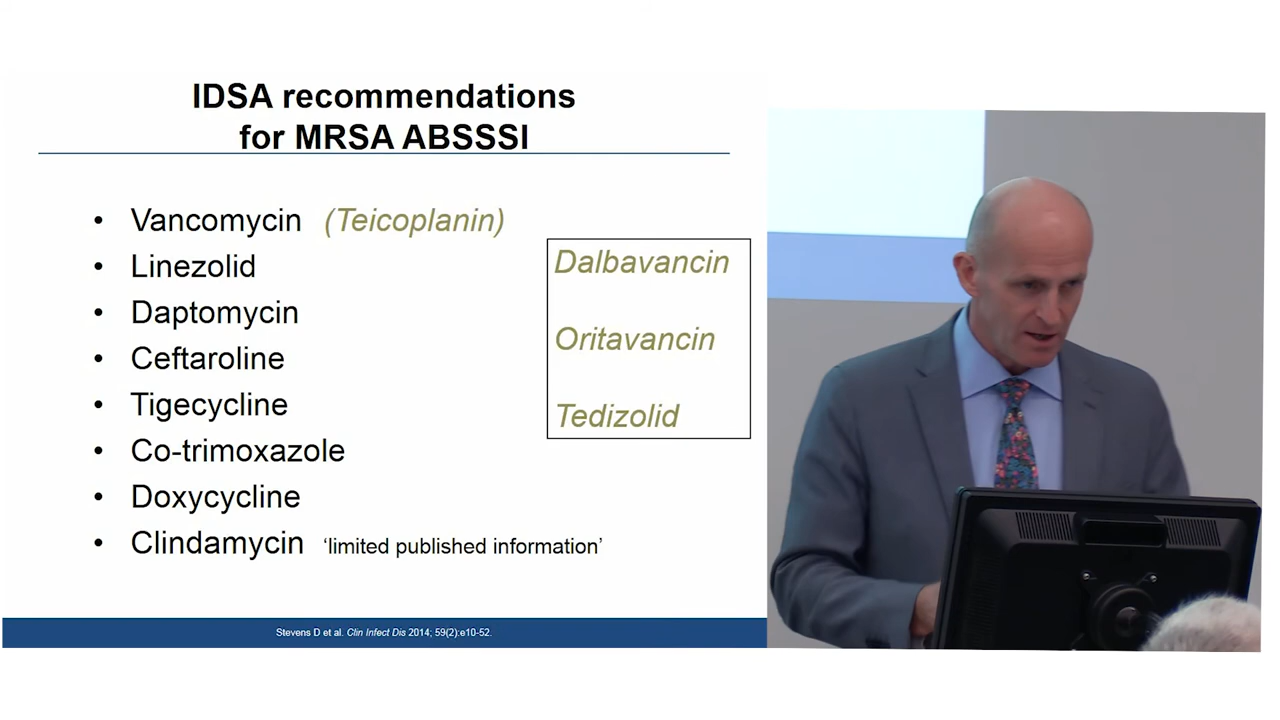 IDSA recommendations
for MRSA ABSSSI
• Vancomycin (Teicoplanin)
• Linezolid
• Daptomycin
• Ceftaroline
• Tigecycline
• Co-trimoxazole
• Doxycycline
• Clindamycin ‘limited published information’
Dalbavancin
Oritavancin
Tedizolid
Stevens D et al. Clin Infect Dis 2014; 59(2):e10-52.